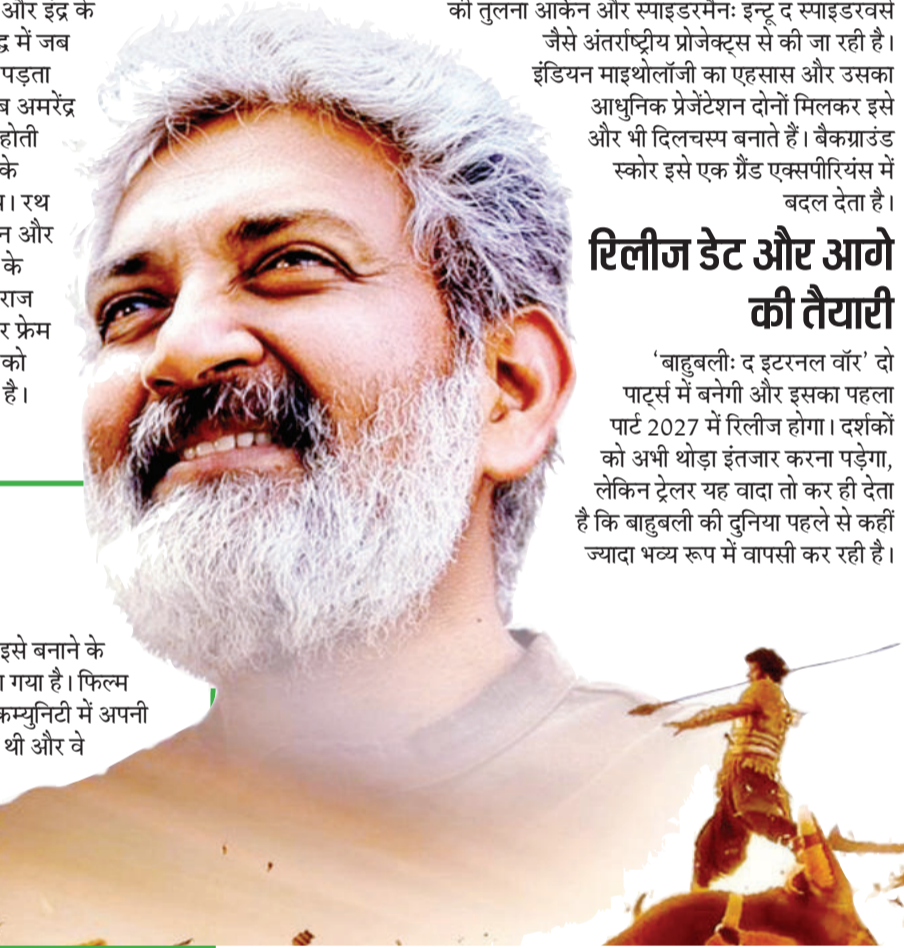 और इंद्र के
में जब
पड़ता
अमरेंद्र
होती
के
। रथ
और
के
राज
फ्रेम
को
है।
इसे बनाने के
गया है। फिल्म
कम्युनिटी में अपनी
थी और वे
की तुलना आर्केन और स्पाइडरमैनः इन्टू द स्पाइडरवर्स
जैसे अंतर्राष्ट्रीय प्रोजेक्ट्स से की जा रही है।
इंडियन माइथोलॉजी का एहसास और उसका
आधुनिक प्रेजेंटेशन दोनों मिलकर इसे
और भी दिलचस्प बनाते हैं। बैकग्राउंड
स्कोर इसे एक ग्रैंड एक्सपीरियंस में
बदल देता है।
रिलीज डेट और आगे
की तैयारी
‘बाहुबलीः द इटरनल वॉर’ दो
पार्ट्स में बनेगी और इसका पहला
पार्ट 2027 में रिलीज होगा। दर्शकों
को अभी थोड़ा इंतजार करना पड़ेगा,
लेकिन ट्रेलर यह वादा तो कर ही देता
है कि बाहुबली की दुनिया पहले से कहीं
ज्यादा भव्य रूप में वापसी कर रही है।